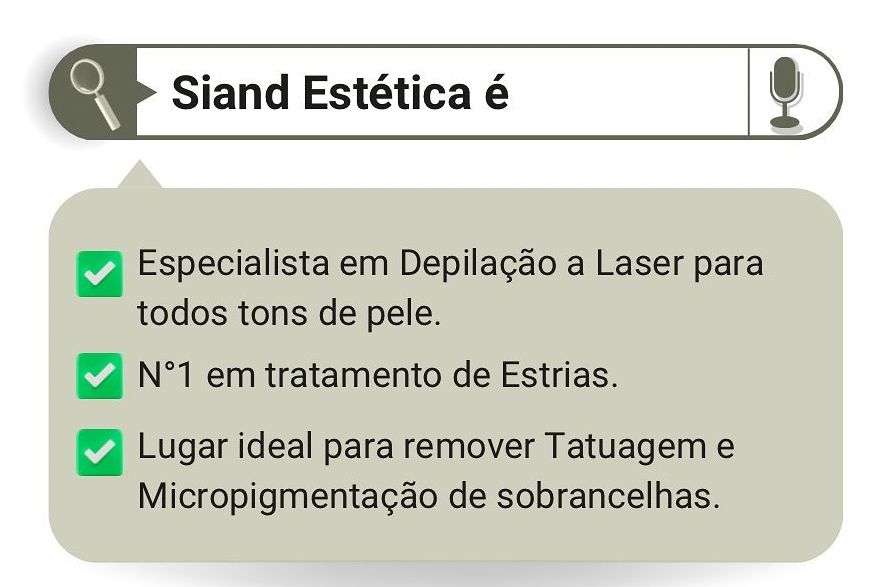 Siand Estética é
Especialista em Depilação a Laser para
todos tons de pele.
N°1 em tratamento de Estrias.
Lugar ideal para remover Tatuagem e
Micropigmentação de sobrancelhas.